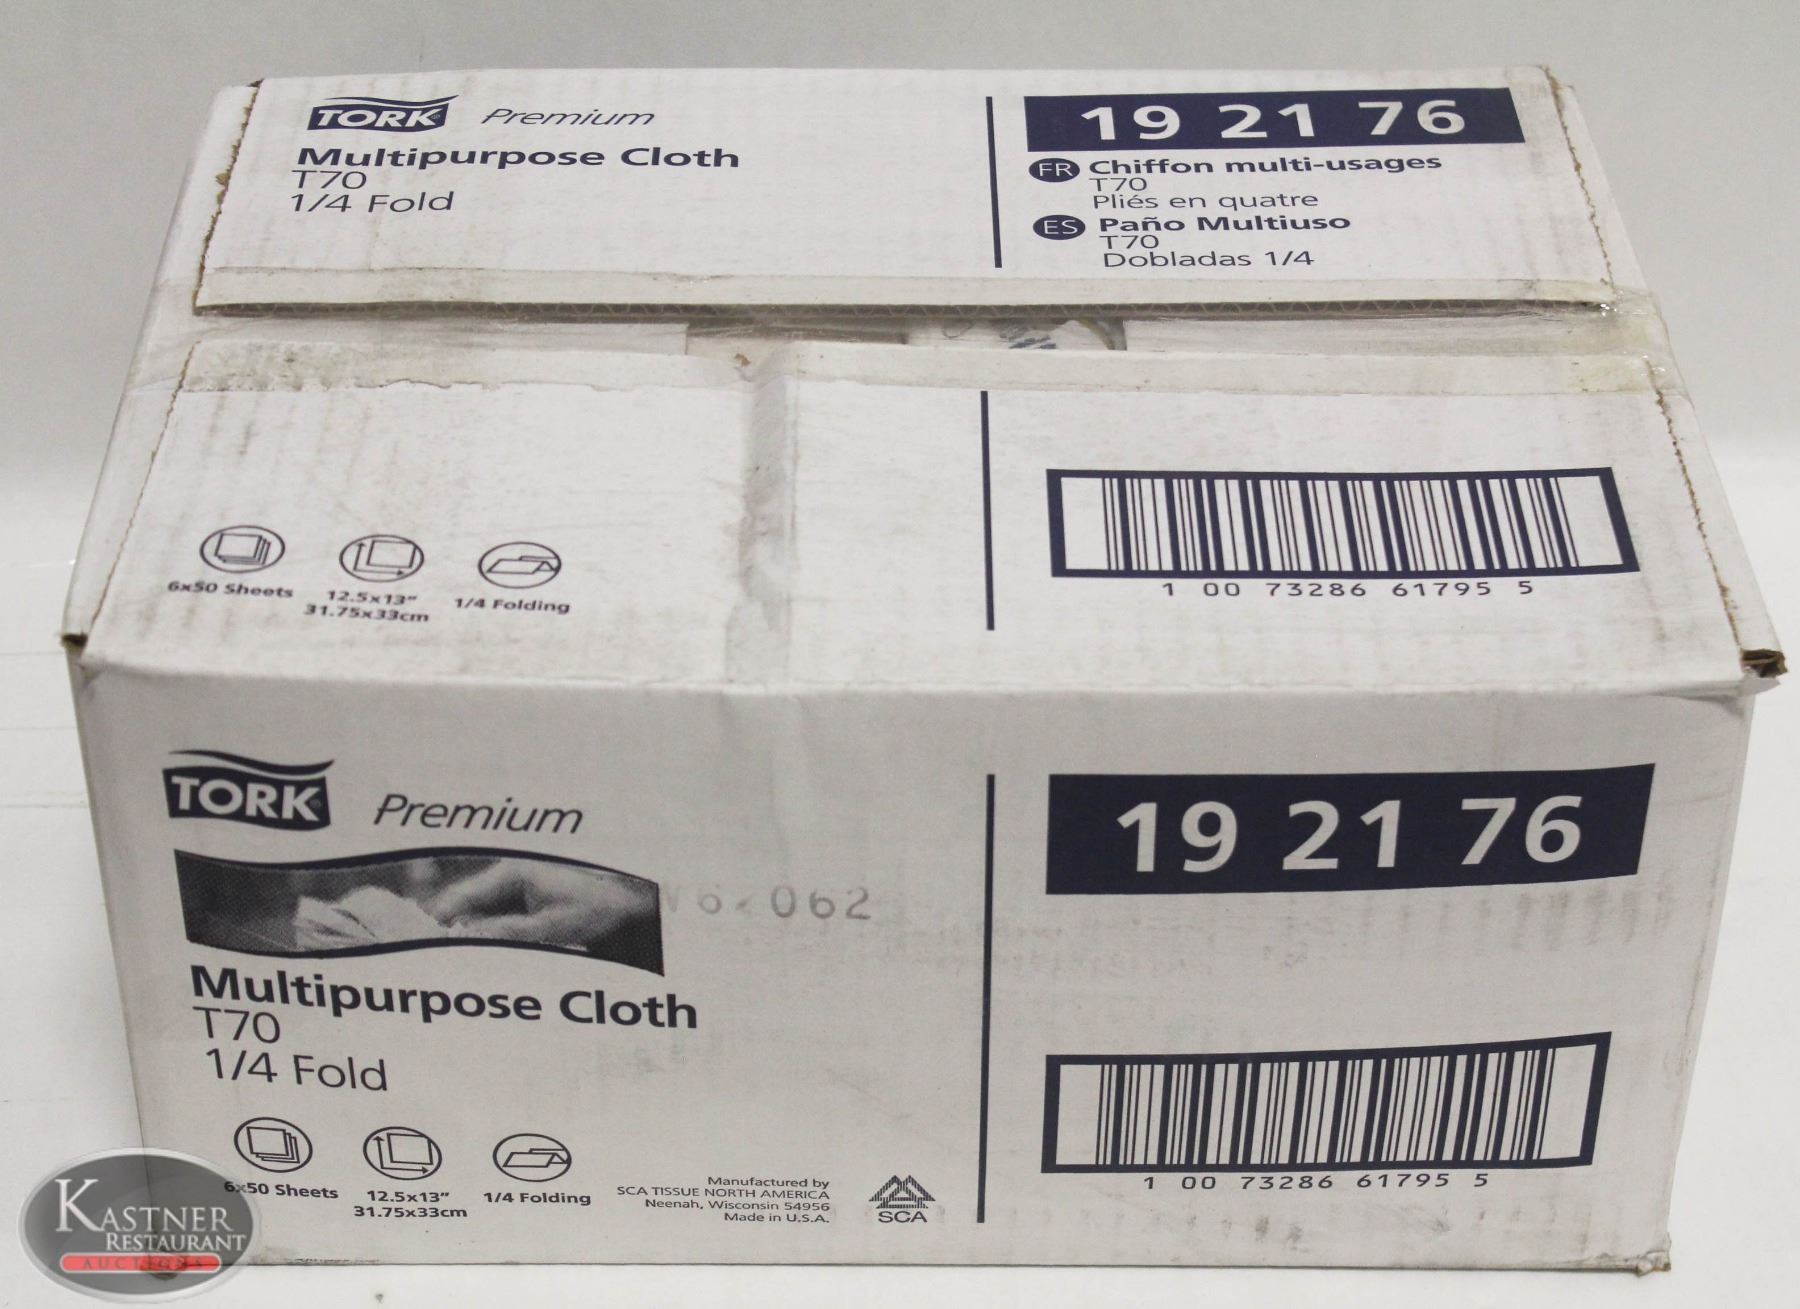 TORK Premium
Multipurpose Cloth
T70
1/4 Fold
19 21 76
FR Chiffon multi-usages
T70
Pliés en quatre
ES Paño Multiuso
T70
Dobladas 1/4
6x50 Sheets
12.5x13"
31.75x33cm
1/4 Folding
1 00 73286 61795 5
TORK Premium
Multipurpose Cloth
T70
1/4 Fold
6x50 Sheets
12.5x13"
31.75x33cm
1/4 Folding
Manufactured by
SCA TISSUE NORTH AMERICA
Neenah, Wisconsin 54956
Made in U.S.A.
SCA
19 21 76
1 00 73286 61795 5
062
KASTNER
RESTAURANT
AUCTIONS